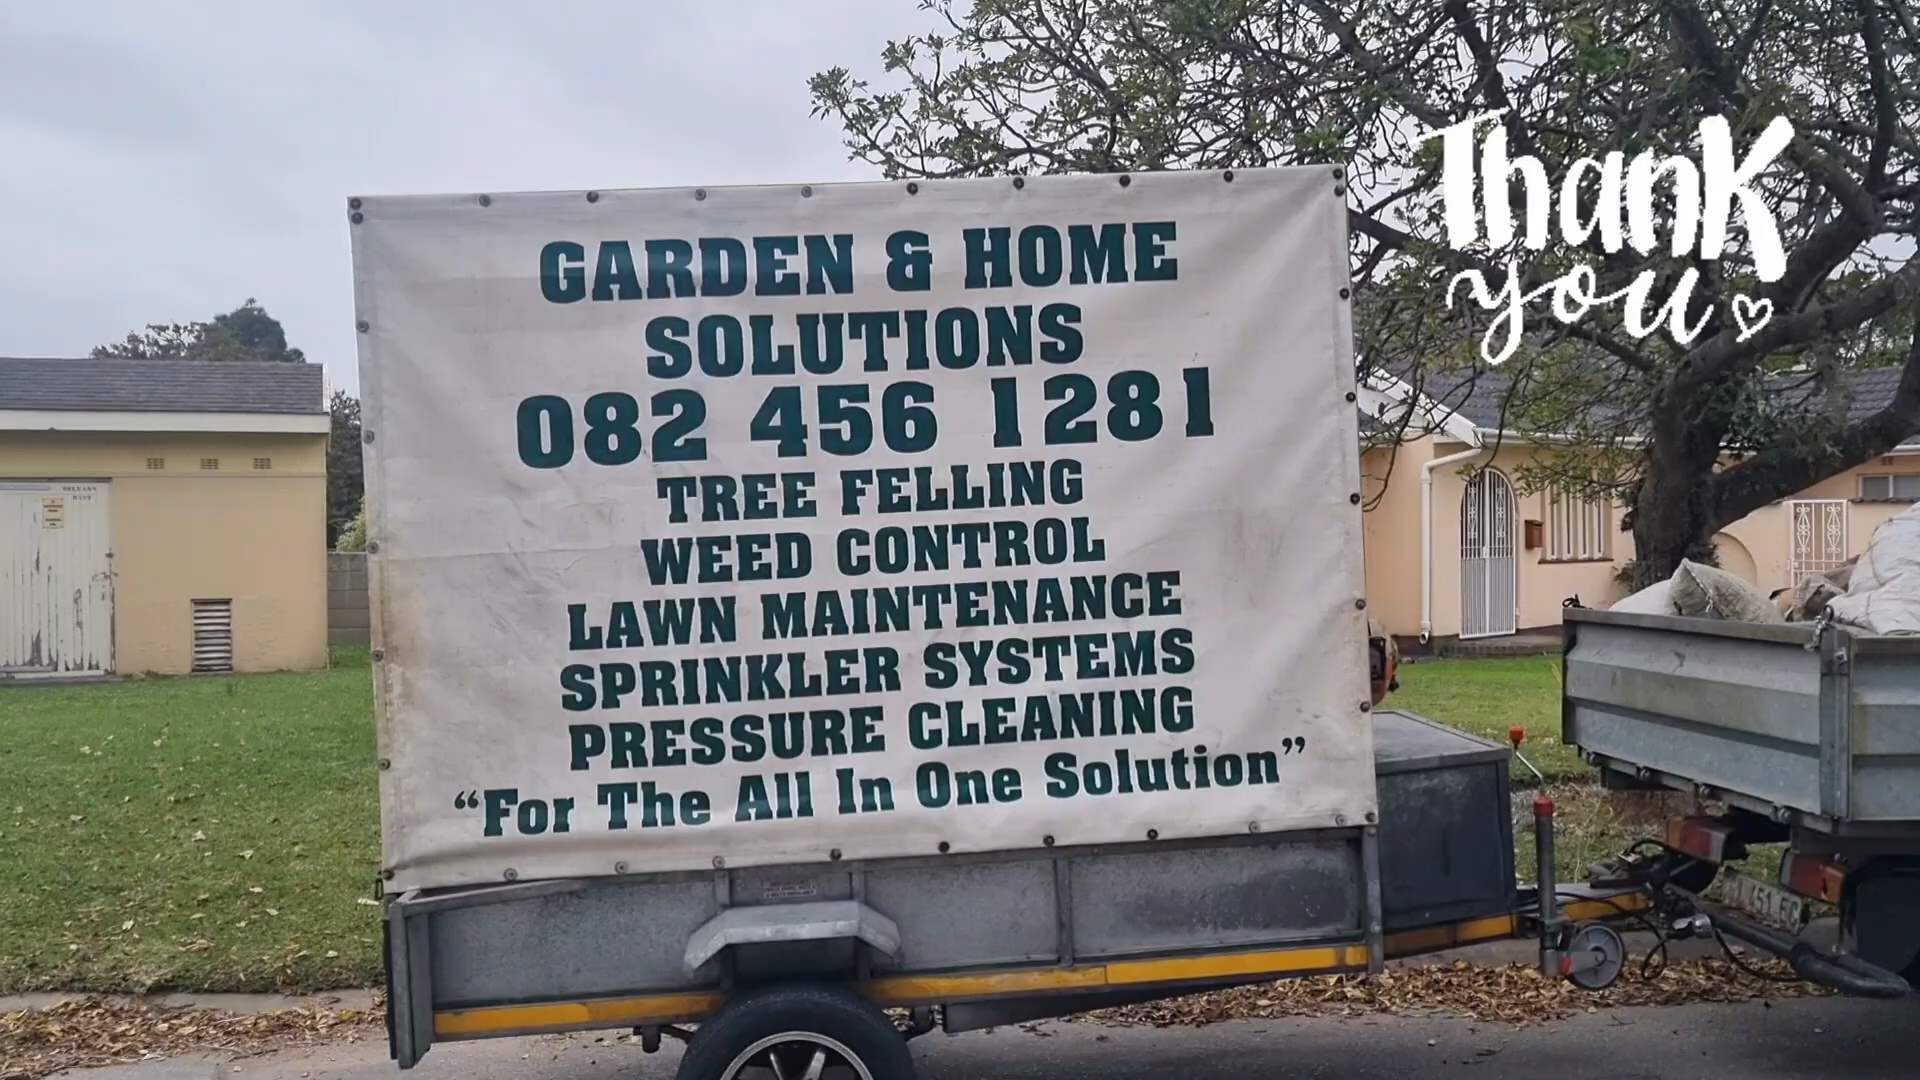 GARDEN & HOME
SOLUTIONS
082 456 1281
TREE FELLING
WEED CONTROL
LAWN MAINTENANCE
SPRINKLER SYSTEMS
PRESSURE CLEANING
“For The All In One Solution”
Thank
you